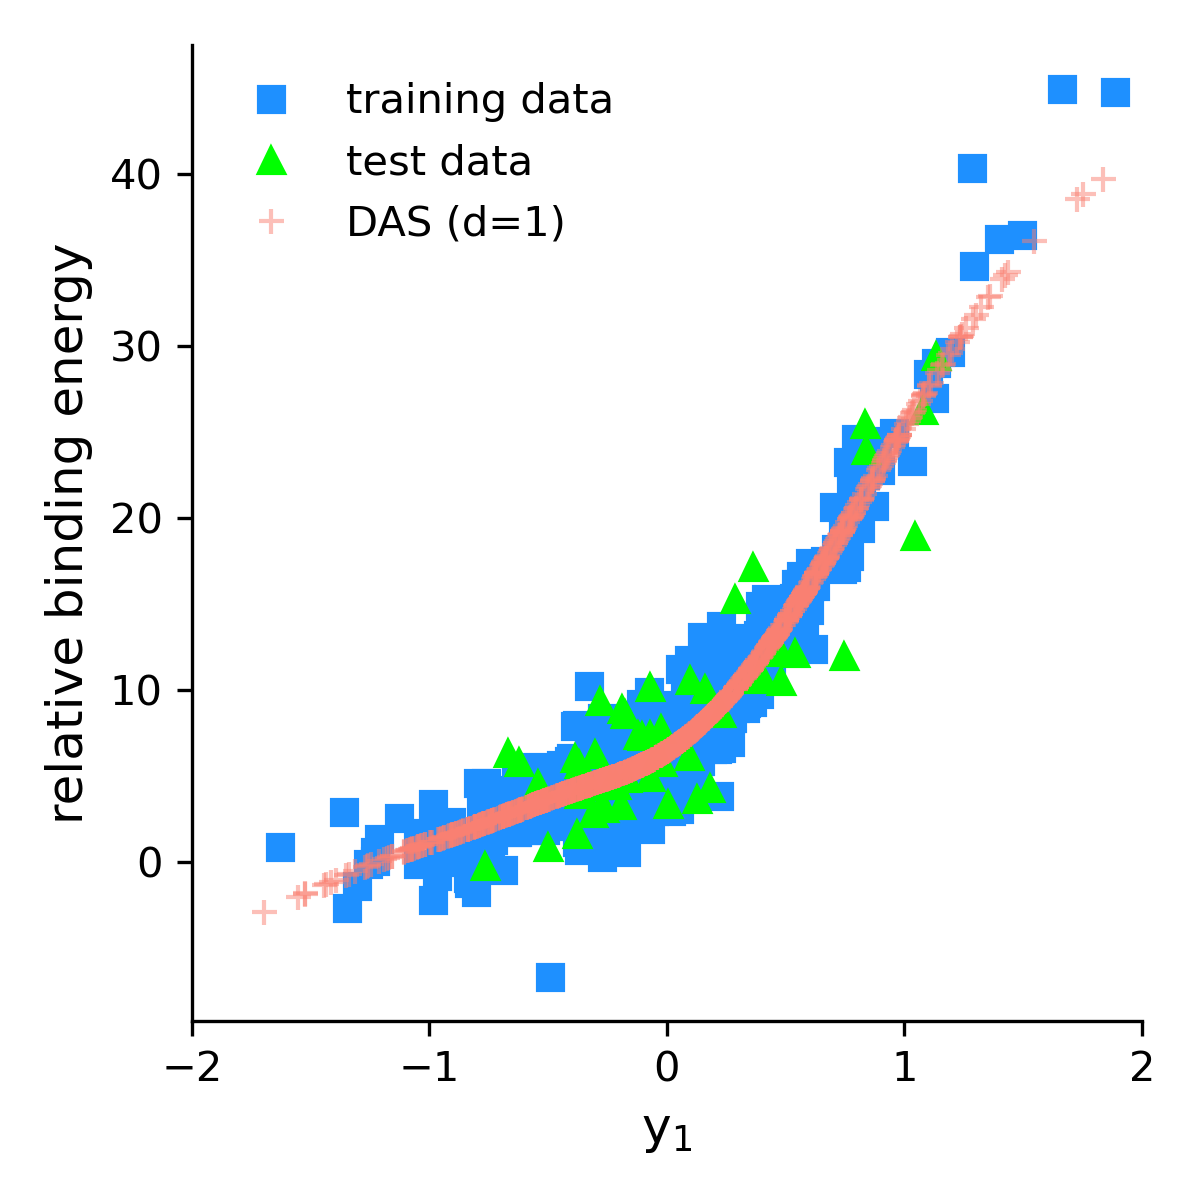 training data
test data
DAS (d=1)
relative binding energy
40
30
20
10
0
−2 −1 0 1 2
y₁